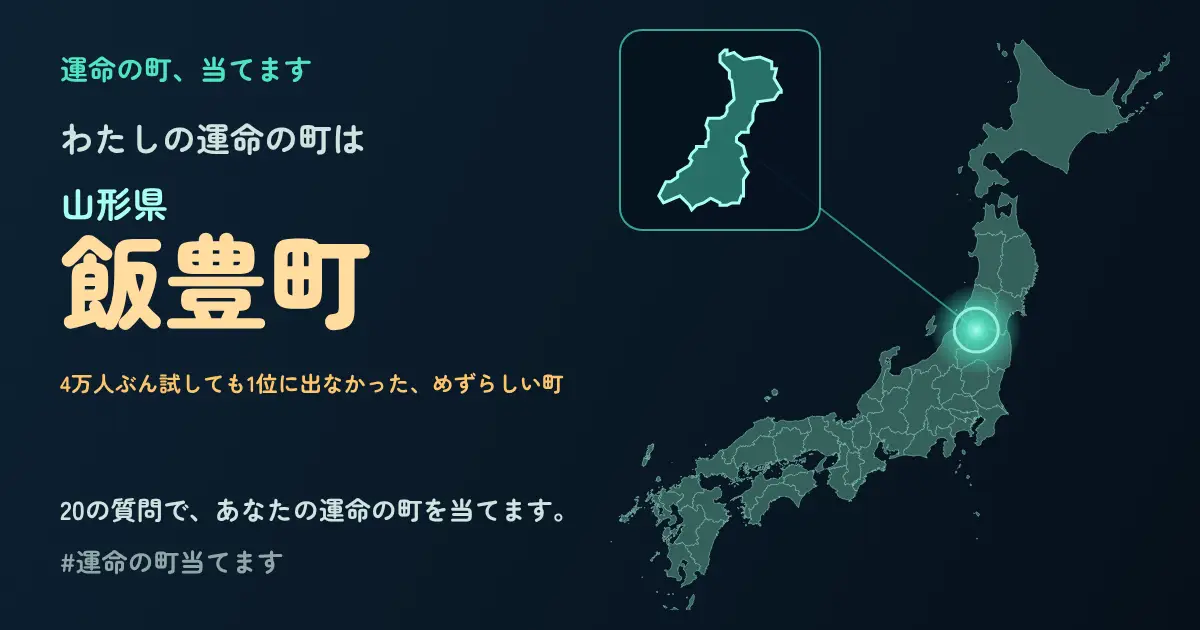 運命の町、当てます
わたしの運命の町は
山形県
飯豊町
4万人ぶん試しても1位に出なかった、めずらしい町
20の質問で、あなたの運命の町を当てます。
#運命の町当てます